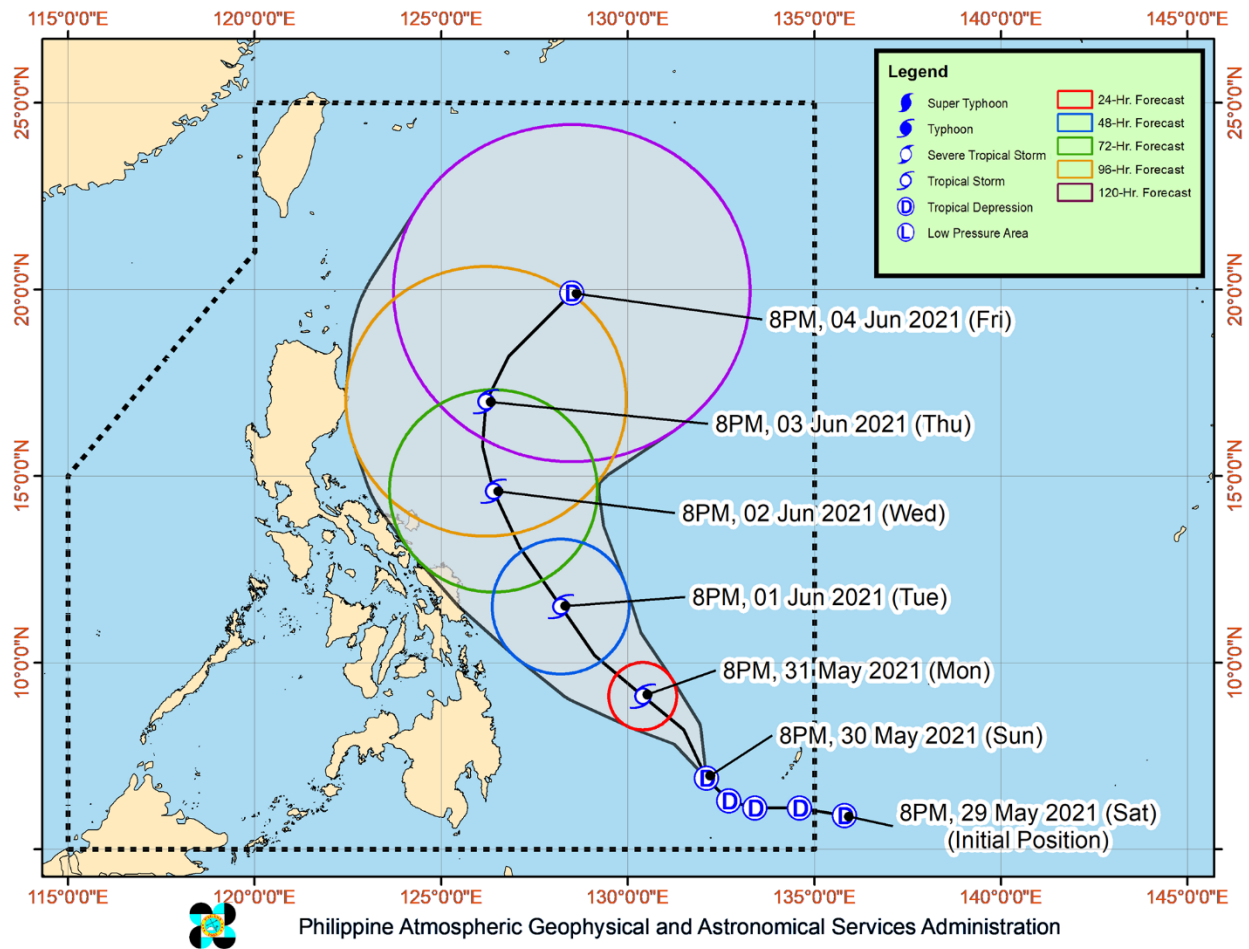 115°0'0"E 120°0'0"E 125°0'0"E 130°0'0"E 135°0'0"E 140°0'0"E 145°0'0"E
Legend
Super Typhoon
Typhoon
Severe Tropical Storm
Tropical Storm
D Tropical Depression
L Low Pressure Area
24-Hr. Forecast
48-Hr. Forecast
72-Hr. Forecast
96-Hr. Forecast
120-Hr. Forecast
25°0'0"N 25°0'0"N
20°0'0"N 20°0'0"N
D
8PM, 04 Jun 2021 (Fri)
8PM, 03 Jun 2021 (Thu)
15°0'0"N 15°0'0"N
8PM, 02 Jun 2021 (Wed)
8PM, 01 Jun 2021 (Tue)
10°0'0"N 10°0'0"N
8PM, 31 May 2021 (Mon)
8PM, 30 May 2021 (Sun)
D D D D D
8PM, 29 May 2021 (Sat)
(Initial Position)
115°0'0"E 120°0'0"E 125°0'0"E 130°0'0"E 135°0'0"E 140°0'0"E 145°0'0"E
Philippine Atmospheric Geophysical and Astronomical Services Administration